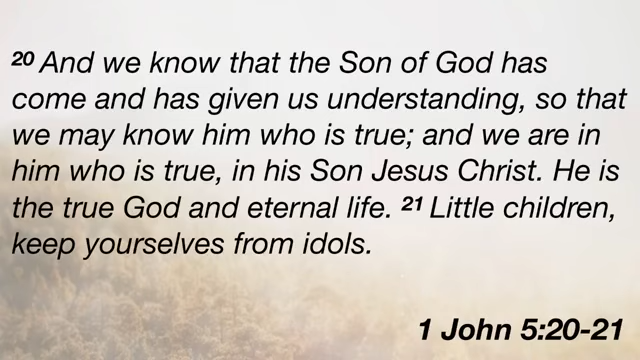 20 And we know that the Son of God has
come and has given us understanding, so that
we may know him who is true; and we are in
him who is true, in his Son Jesus Christ. He is
the true God and eternal life. 21 Little children,
keep yourselves from idols.
1 John 5:20-21